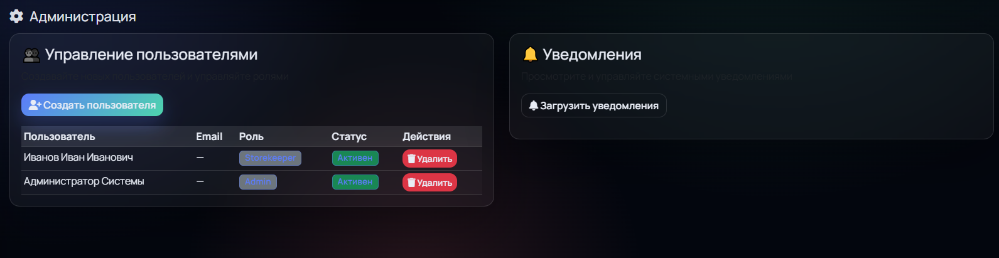 Администрация
Управление пользователями
Создавайте новых пользователей и управляйте ролями
Создать пользователя
Пользователь Email Роль Статус Действия
Иванов Иван Иванович — Storekeeper Активен Удалить
Администратор Системы — Admin Активен Удалить
Уведомления
Просмотрите и управляйте системными уведомлениями
Загрузить уведомления